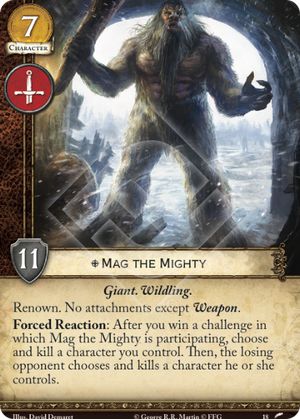 7
CHARACTER
11
MAG THE MIGHTY
Giant. Wildling.
Renown. No attachments except Weapon.
Forced Reaction: After you win a challenge in
which Mag the Mighty is participating, choose
and kill a character you control. Then, the losing
opponent chooses and kills a character he or she
controls.
Illus. David Demaret
© George R.R. Martin © FFG
18